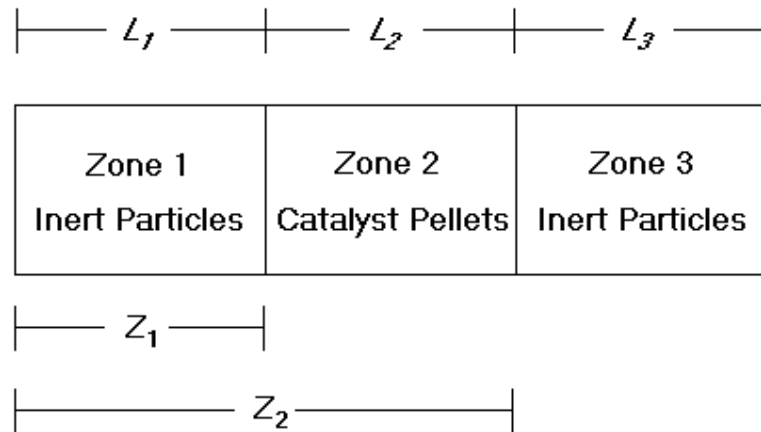 L1 L2 L3
Zone 1 Zone 2 Zone 3
Inert Particles Catalyst Pellets Inert Particles
Z1
Z2